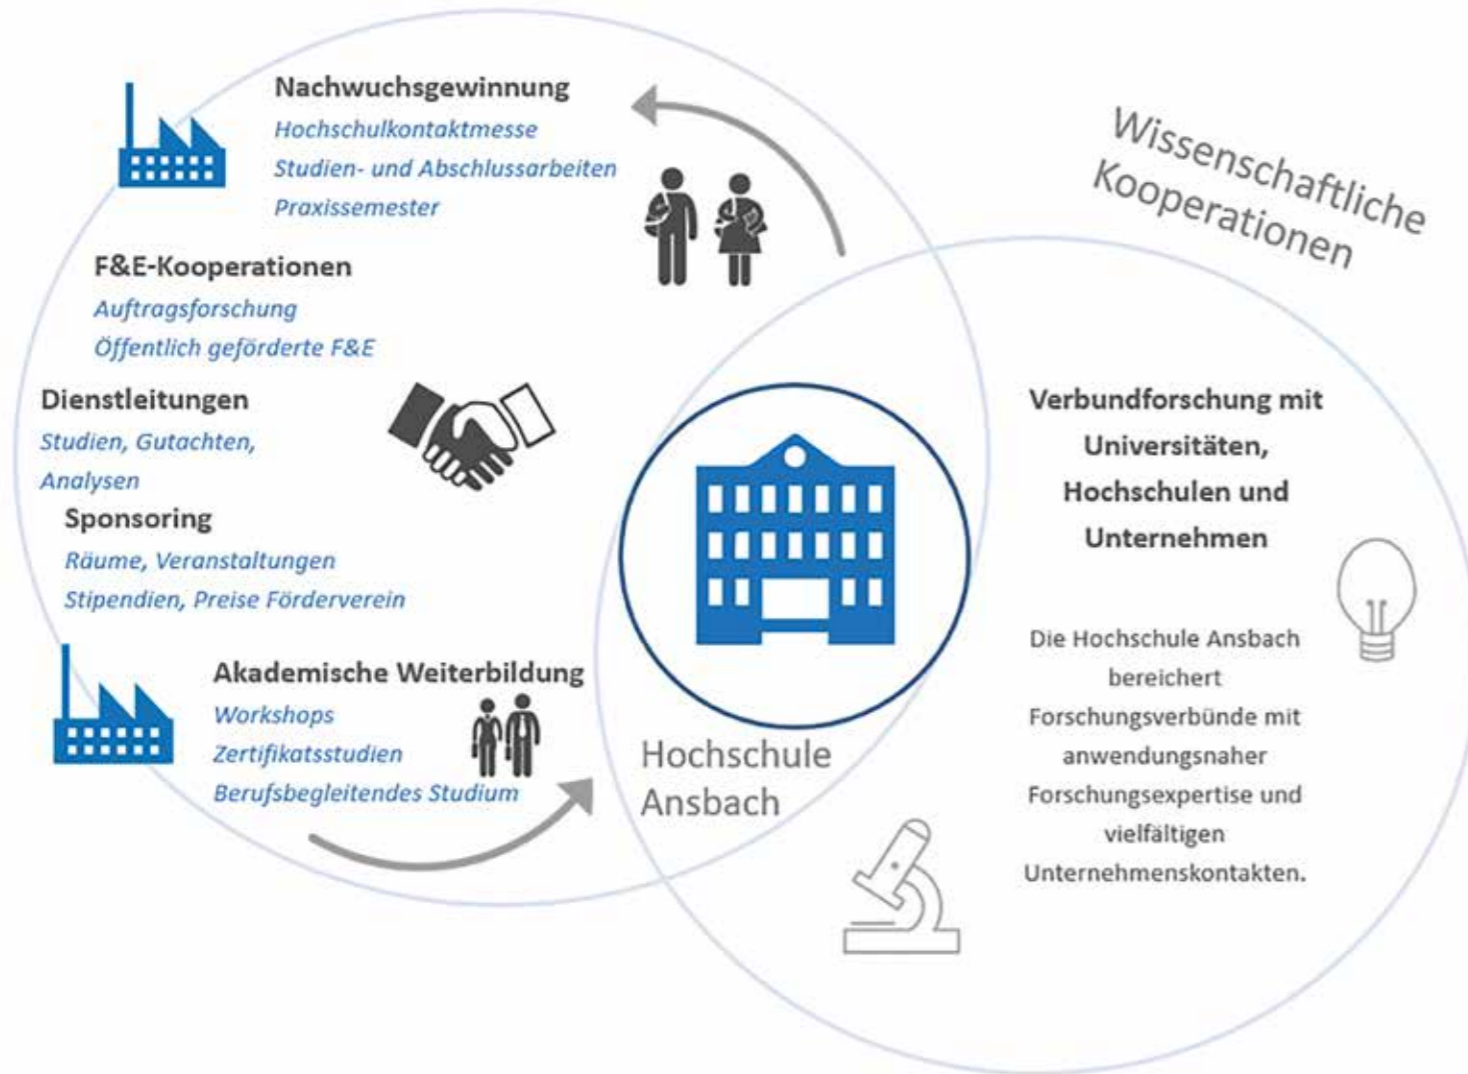 Nachwuchsgewinnung
Hochschulkontaktmesse
Studien- und Abschlussarbeiten
Praxissemester
F&E-Kooperationen
Auftragsforschung
Öffentlich geförderte F&E
Dienstleitungen
Studien, Gutachten,
Analysen
Sponsoring
Räume, Veranstaltungen
Stipendien, Preise Förderverein
Akademische Weiterbildung
Workshops
Zertifikatsstudien
Berufsbegleitendes Studium
Hochschule
Ansbach
Wissenschaftliche
Kooperationen
Verbundforschung mit
Universitäten,
Hochschulen und
Unternehmen
Die Hochschule Ansbach
bereichert
Forschungsverbünde mit
anwendungsnaher
Forschungsexpertise und
vielfältigen
Unternehmenskontakten.